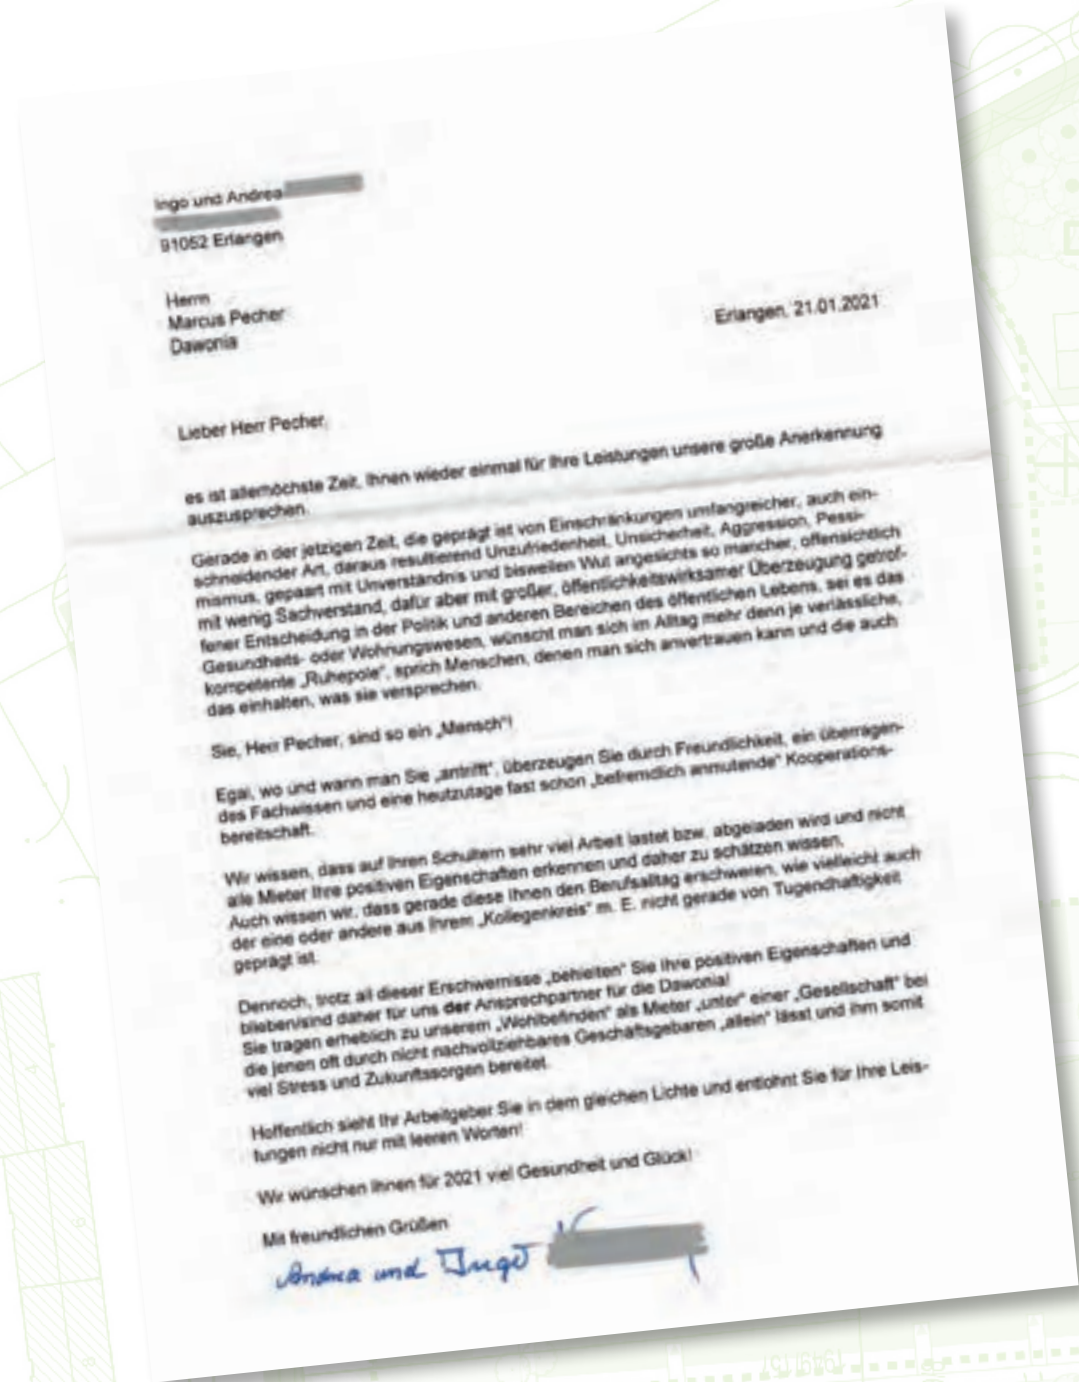 Ingo und Andrea
91052 Erlangen
Herrn
Marcus Pecher
Dawonia
Erlangen, 21.01.2021
Lieber Herr Pecher,
es ist allerhöchste Zeit, Ihnen wieder einmal für Ihre Leistungen unsere große Anerkennung
auszusprechen.
Gerade in der jetzigen Zeit, die geprägt ist von Einschränkungen umfangreicher, auch ein-
schneidender Art, daraus resultierend Unzufriedenheit, Unsicherheit, Aggression, Pessi-
mismus, gepaart mit Unverständnis und bisweilen Wut angesichts so mancher, offensichtlich
mit wenig Sachverstand, dafür aber mit großer, öffentlichkeitswirksamer Überzeugung getrof-
fener Entscheidung in der Politik und anderen Bereichen des öffentlichen Lebens, sei es das
Gesundheits- oder Wohnungswesen, wünscht man sich im Alltag mehr denn je verlässliche,
kompetente „Ruhepole“, sprich Menschen, denen man sich anvertrauen kann und die auch
das einhalten, was sie versprechen.
Sie, Herr Pecher, sind so ein „Mensch“!
Egal, wo und wann man Sie „antrifft“, überzeugen Sie durch Freundlichkeit, ein überragen-
des Fachwissen und eine heutzutage fast schon „befremdlich anmutende“ Kooperations-
bereitschaft.
Wir wissen, dass auf Ihren Schultern sehr viel Arbeit lastet bzw. abgeladen wird und nicht
alle Mieter Ihre positiven Eigenschaften erkennen und daher zu schätzen wissen.
Auch wissen wir, dass gerade diese Ihnen den Berufsalltag erschweren, wie vielleicht auch
der eine oder andere aus Ihrem „Kollegenkreis“ m. E. nicht gerade von Tugendhaftigkeit
geprägt ist.
Dennoch, trotz all dieser Erschwernisse „behielten“ Sie Ihre positiven Eigenschaften und
blieben/sind daher für uns der Ansprechpartner für die Dawonia!
Sie tragen erheblich zu unserem „Wohlbefinden“ als Mieter „unter“ einer „Gesellschaft“ bei
die jenen oft durch nicht nachvollziehbares Geschäftsgebaren „allein“ lässt und ihm somit
viel Stress und Zukunftssorgen bereitet.
Hoffentlich sieht Ihr Arbeitgeber Sie in dem gleichen Lichte und entlohnt Sie für Ihre Leis-
tungen nicht nur mit leeren Worten!
Wir wünschen Ihnen für 2021 viel Gesundheit und Glück!
Mit freundlichen Grüßen
Andrea und Ingo